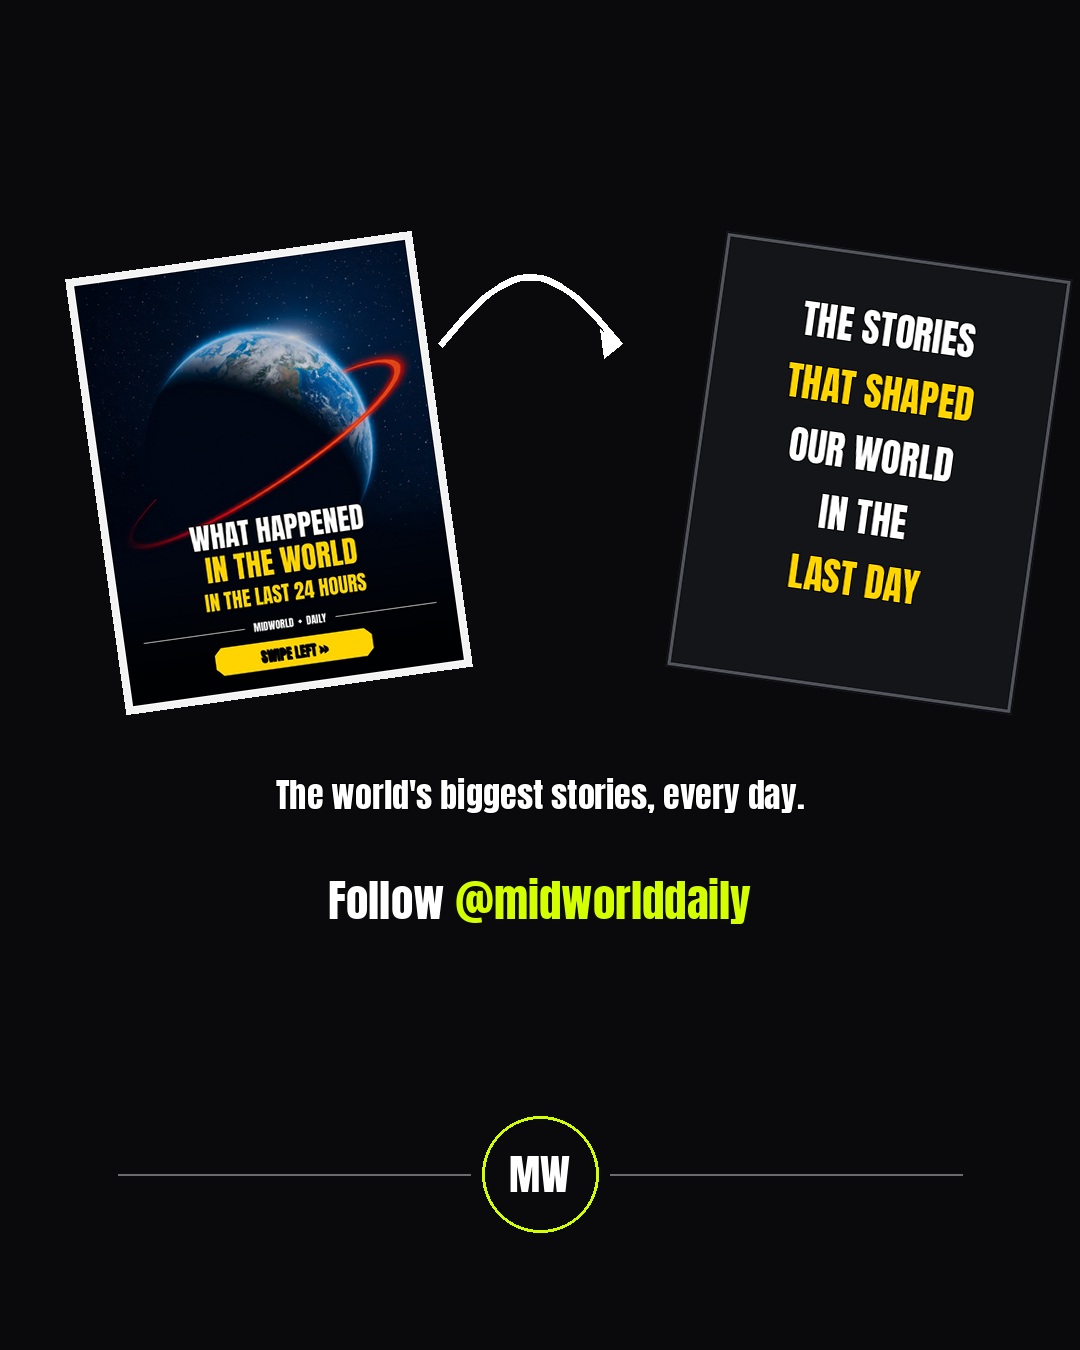 WHAT HAPPENED
IN THE WORLD
IN THE LAST 24 HOURS
MIDWORLD • DAILY
SWIPE LEFT »
THE STORIES
THAT SHAPED
OUR WORLD
IN THE
LAST DAY
The world's biggest stories, every day.
Follow @midworlddaily
MW